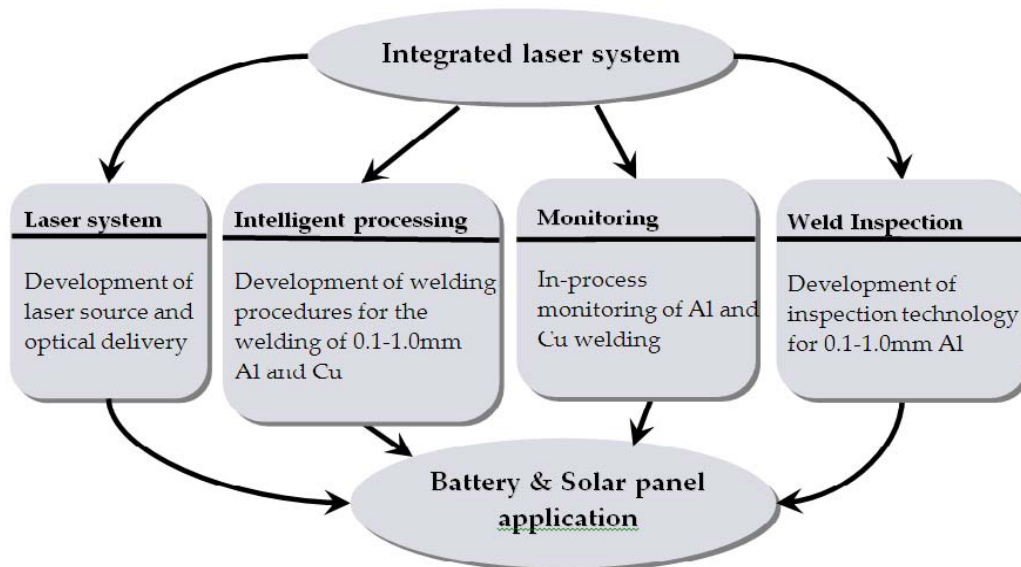 Integrated laser system
Laser system
Development of
laser source and
optical delivery
Intelligent processing
Development of welding
procedures for the
welding of 0.1-1.0mm
Al and Cu
Monitoring
In-process
monitoring of Al and
Cu welding
Weld Inspection
Development of
inspection technology
for 0.1-1.0mm Al
Battery & Solar panel
application